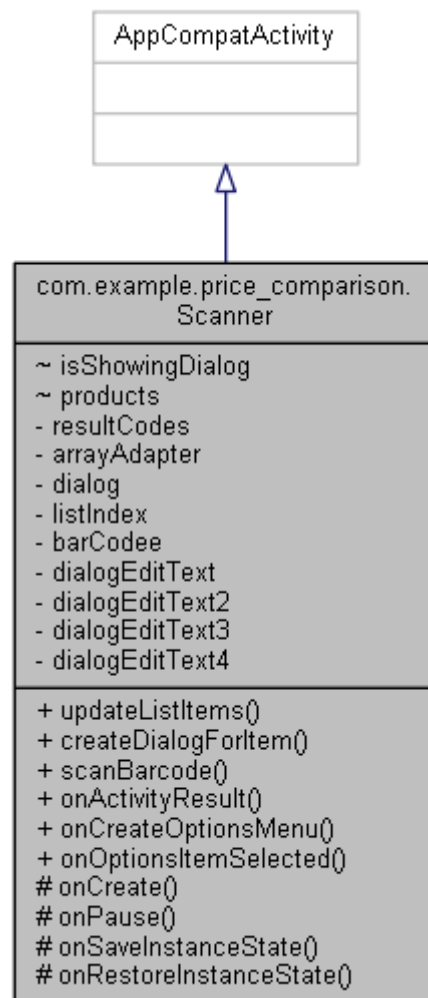 AppCompatActivity
com.example.price_comparison.
Scanner
~ isShowingDialog
~ products
- resultCodes
- arrayAdapter
- dialog
- listIndex
- barCodee
- dialogEditText
- dialogEditText2
- dialogEditText3
- dialogEditText4
+ updateListItems()
+ createDialogForItem()
+ scanBarcode()
+ onActivityResult()
+ onCreateOptionsMenu()
+ onOptionsItemSelected()
# onCreate()
# onPause()
# onSaveInstanceState()
# onRestoreInstanceState()